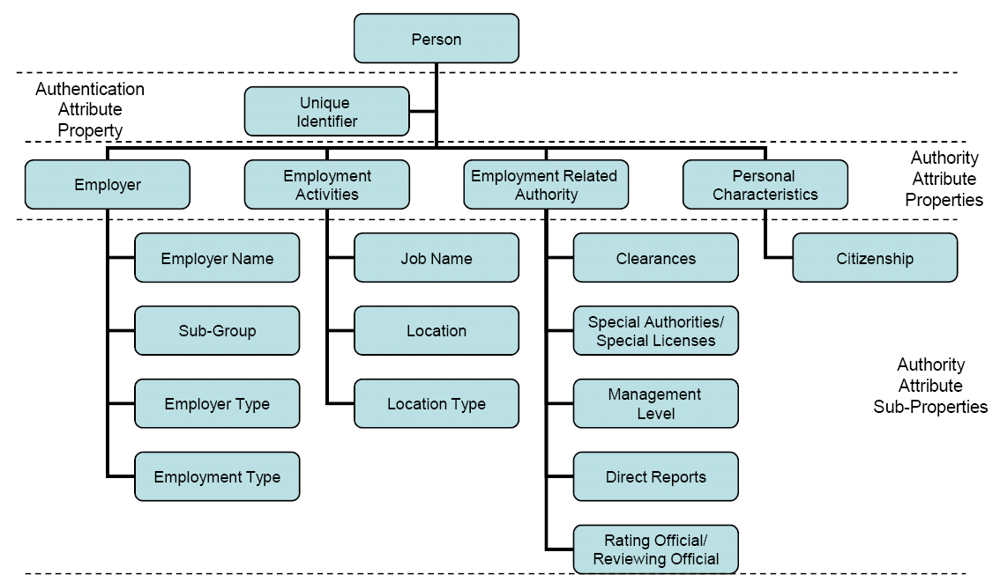 Person
Authentication
Attribute
Property
Unique
Identifier
Employer
Employment
Activities
Employment Related
Authority
Personal
Characteristics
Authority
Attribute
Properties
Employer Name
Job Name
Clearances
Citizenship
Sub-Group
Location
Special Authorities/
Special Licenses
Employer Type
Location Type
Management
Level
Authority
Attribute
Sub-Properties
Employment Type
Direct Reports
Rating Official/
Reviewing Official